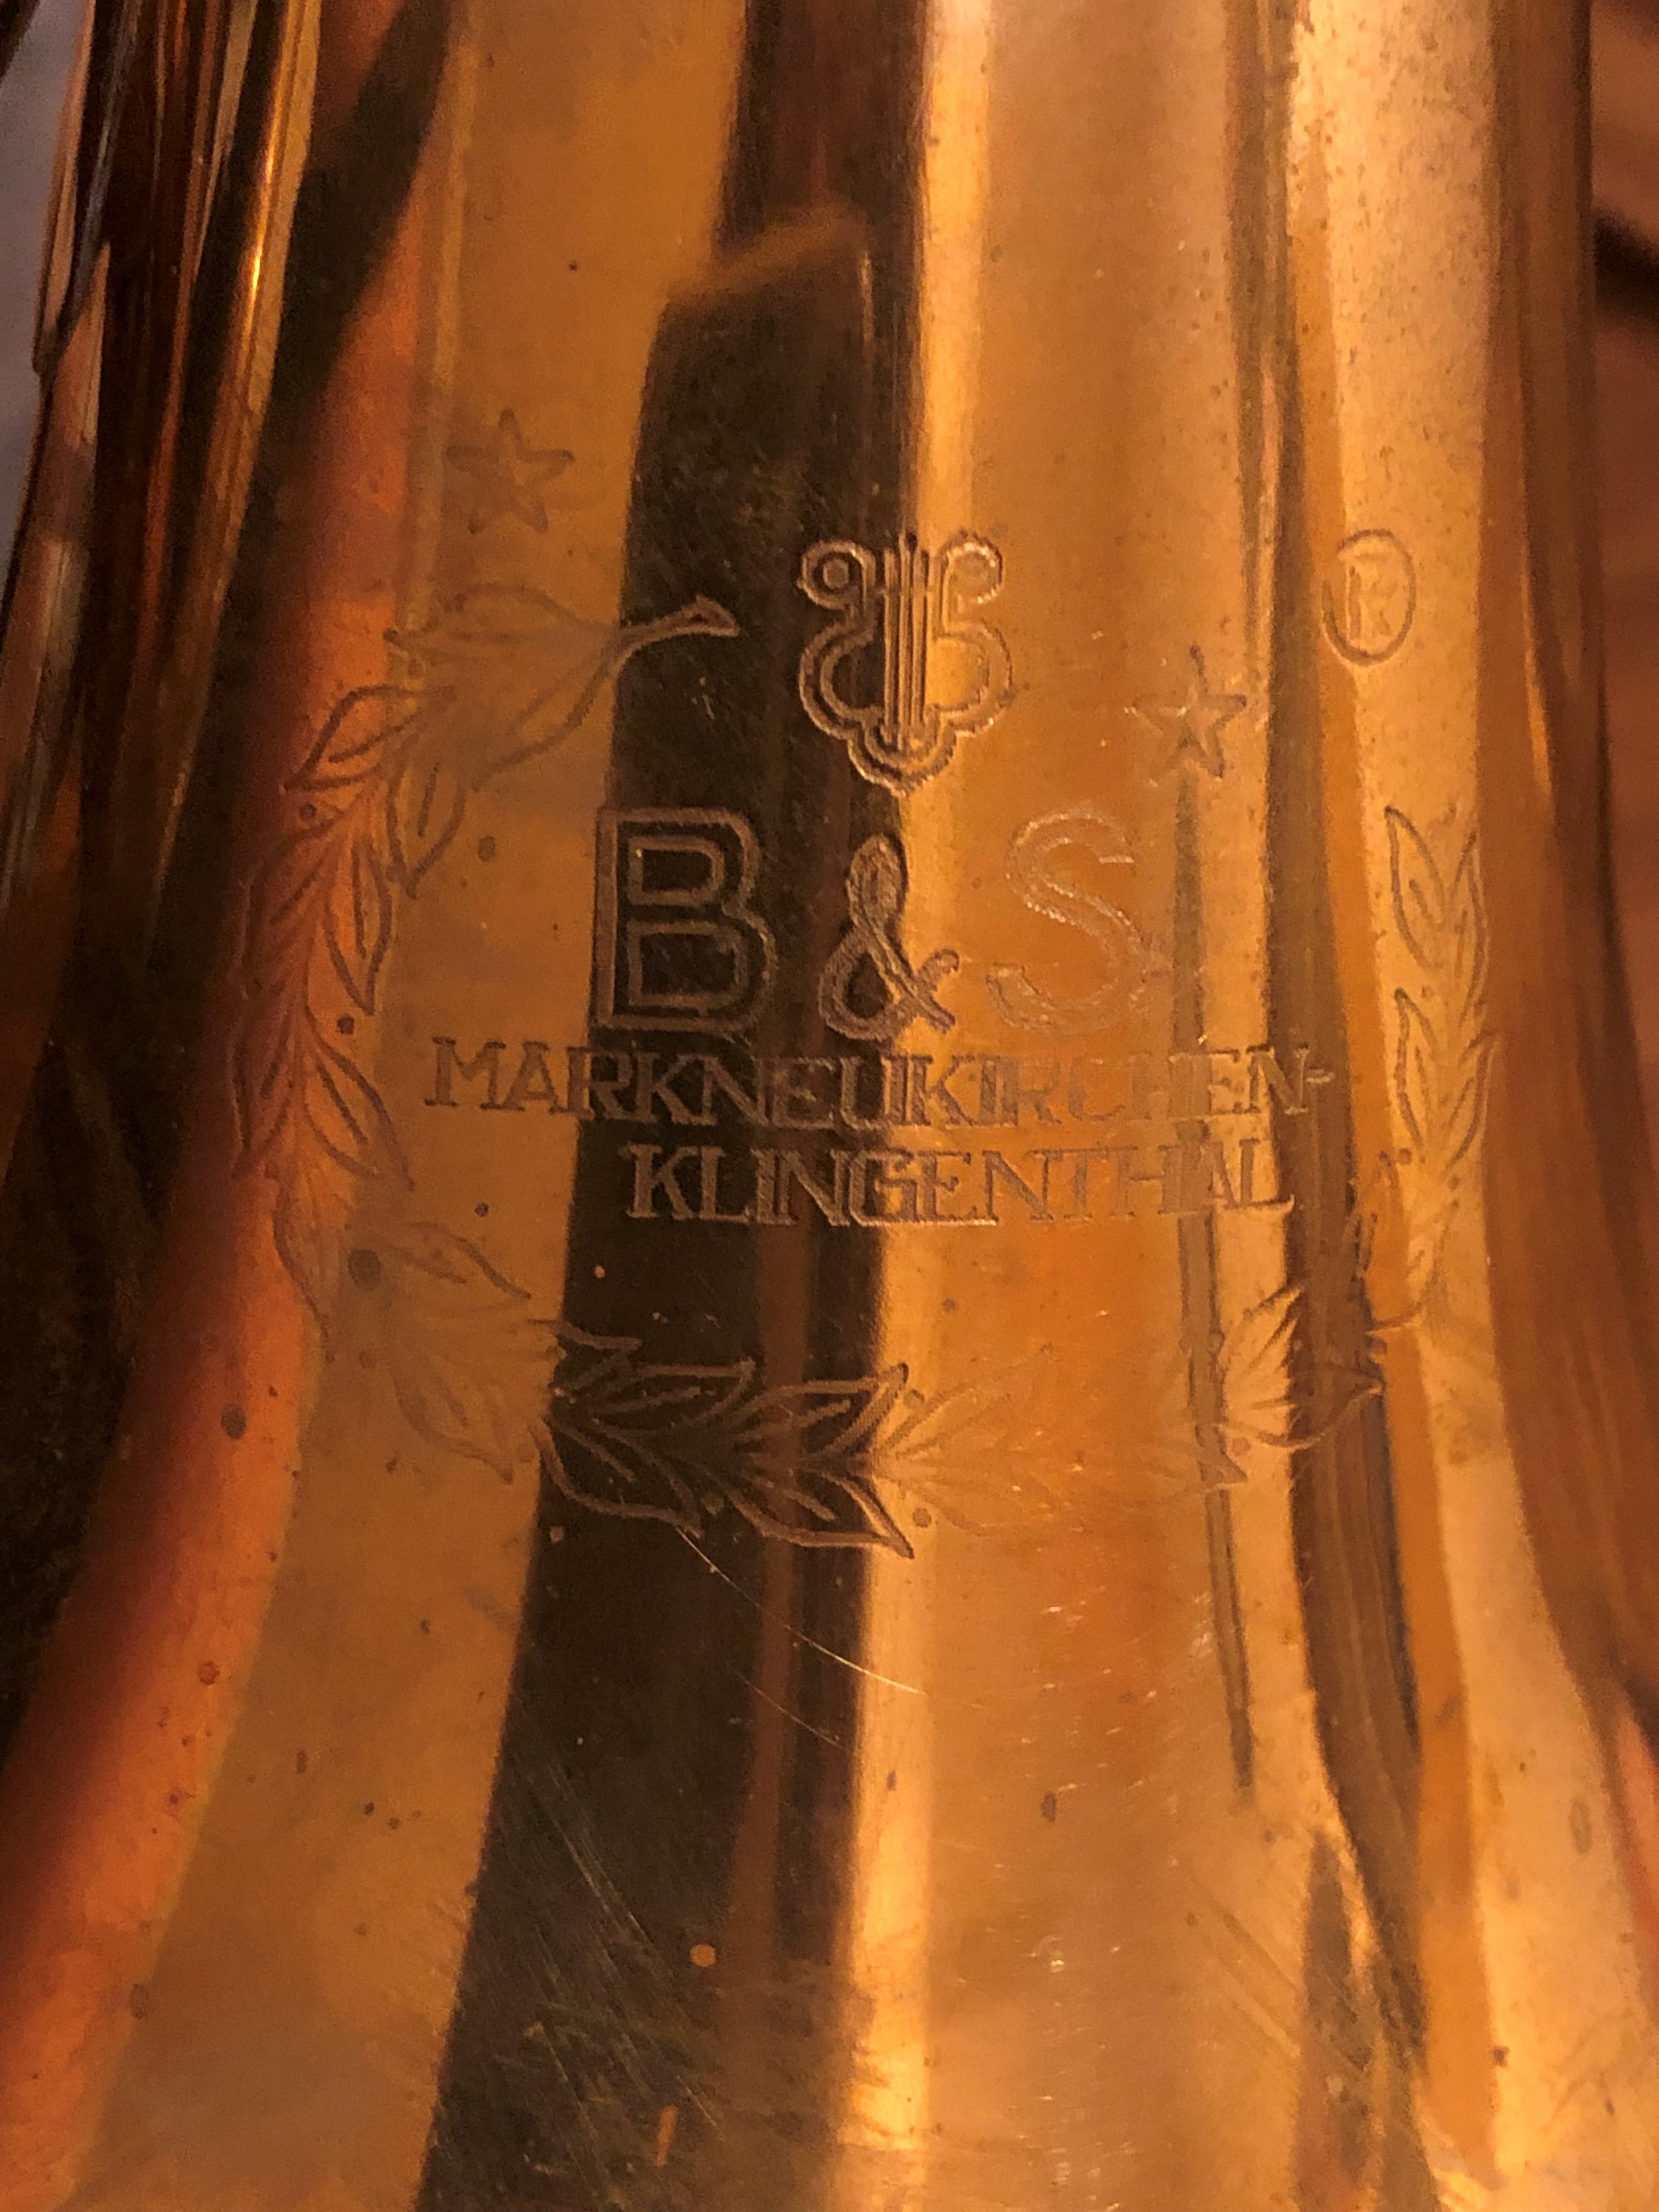 ®
B & S
MARKNEUKIRCHEN-
KLINGENTHAL